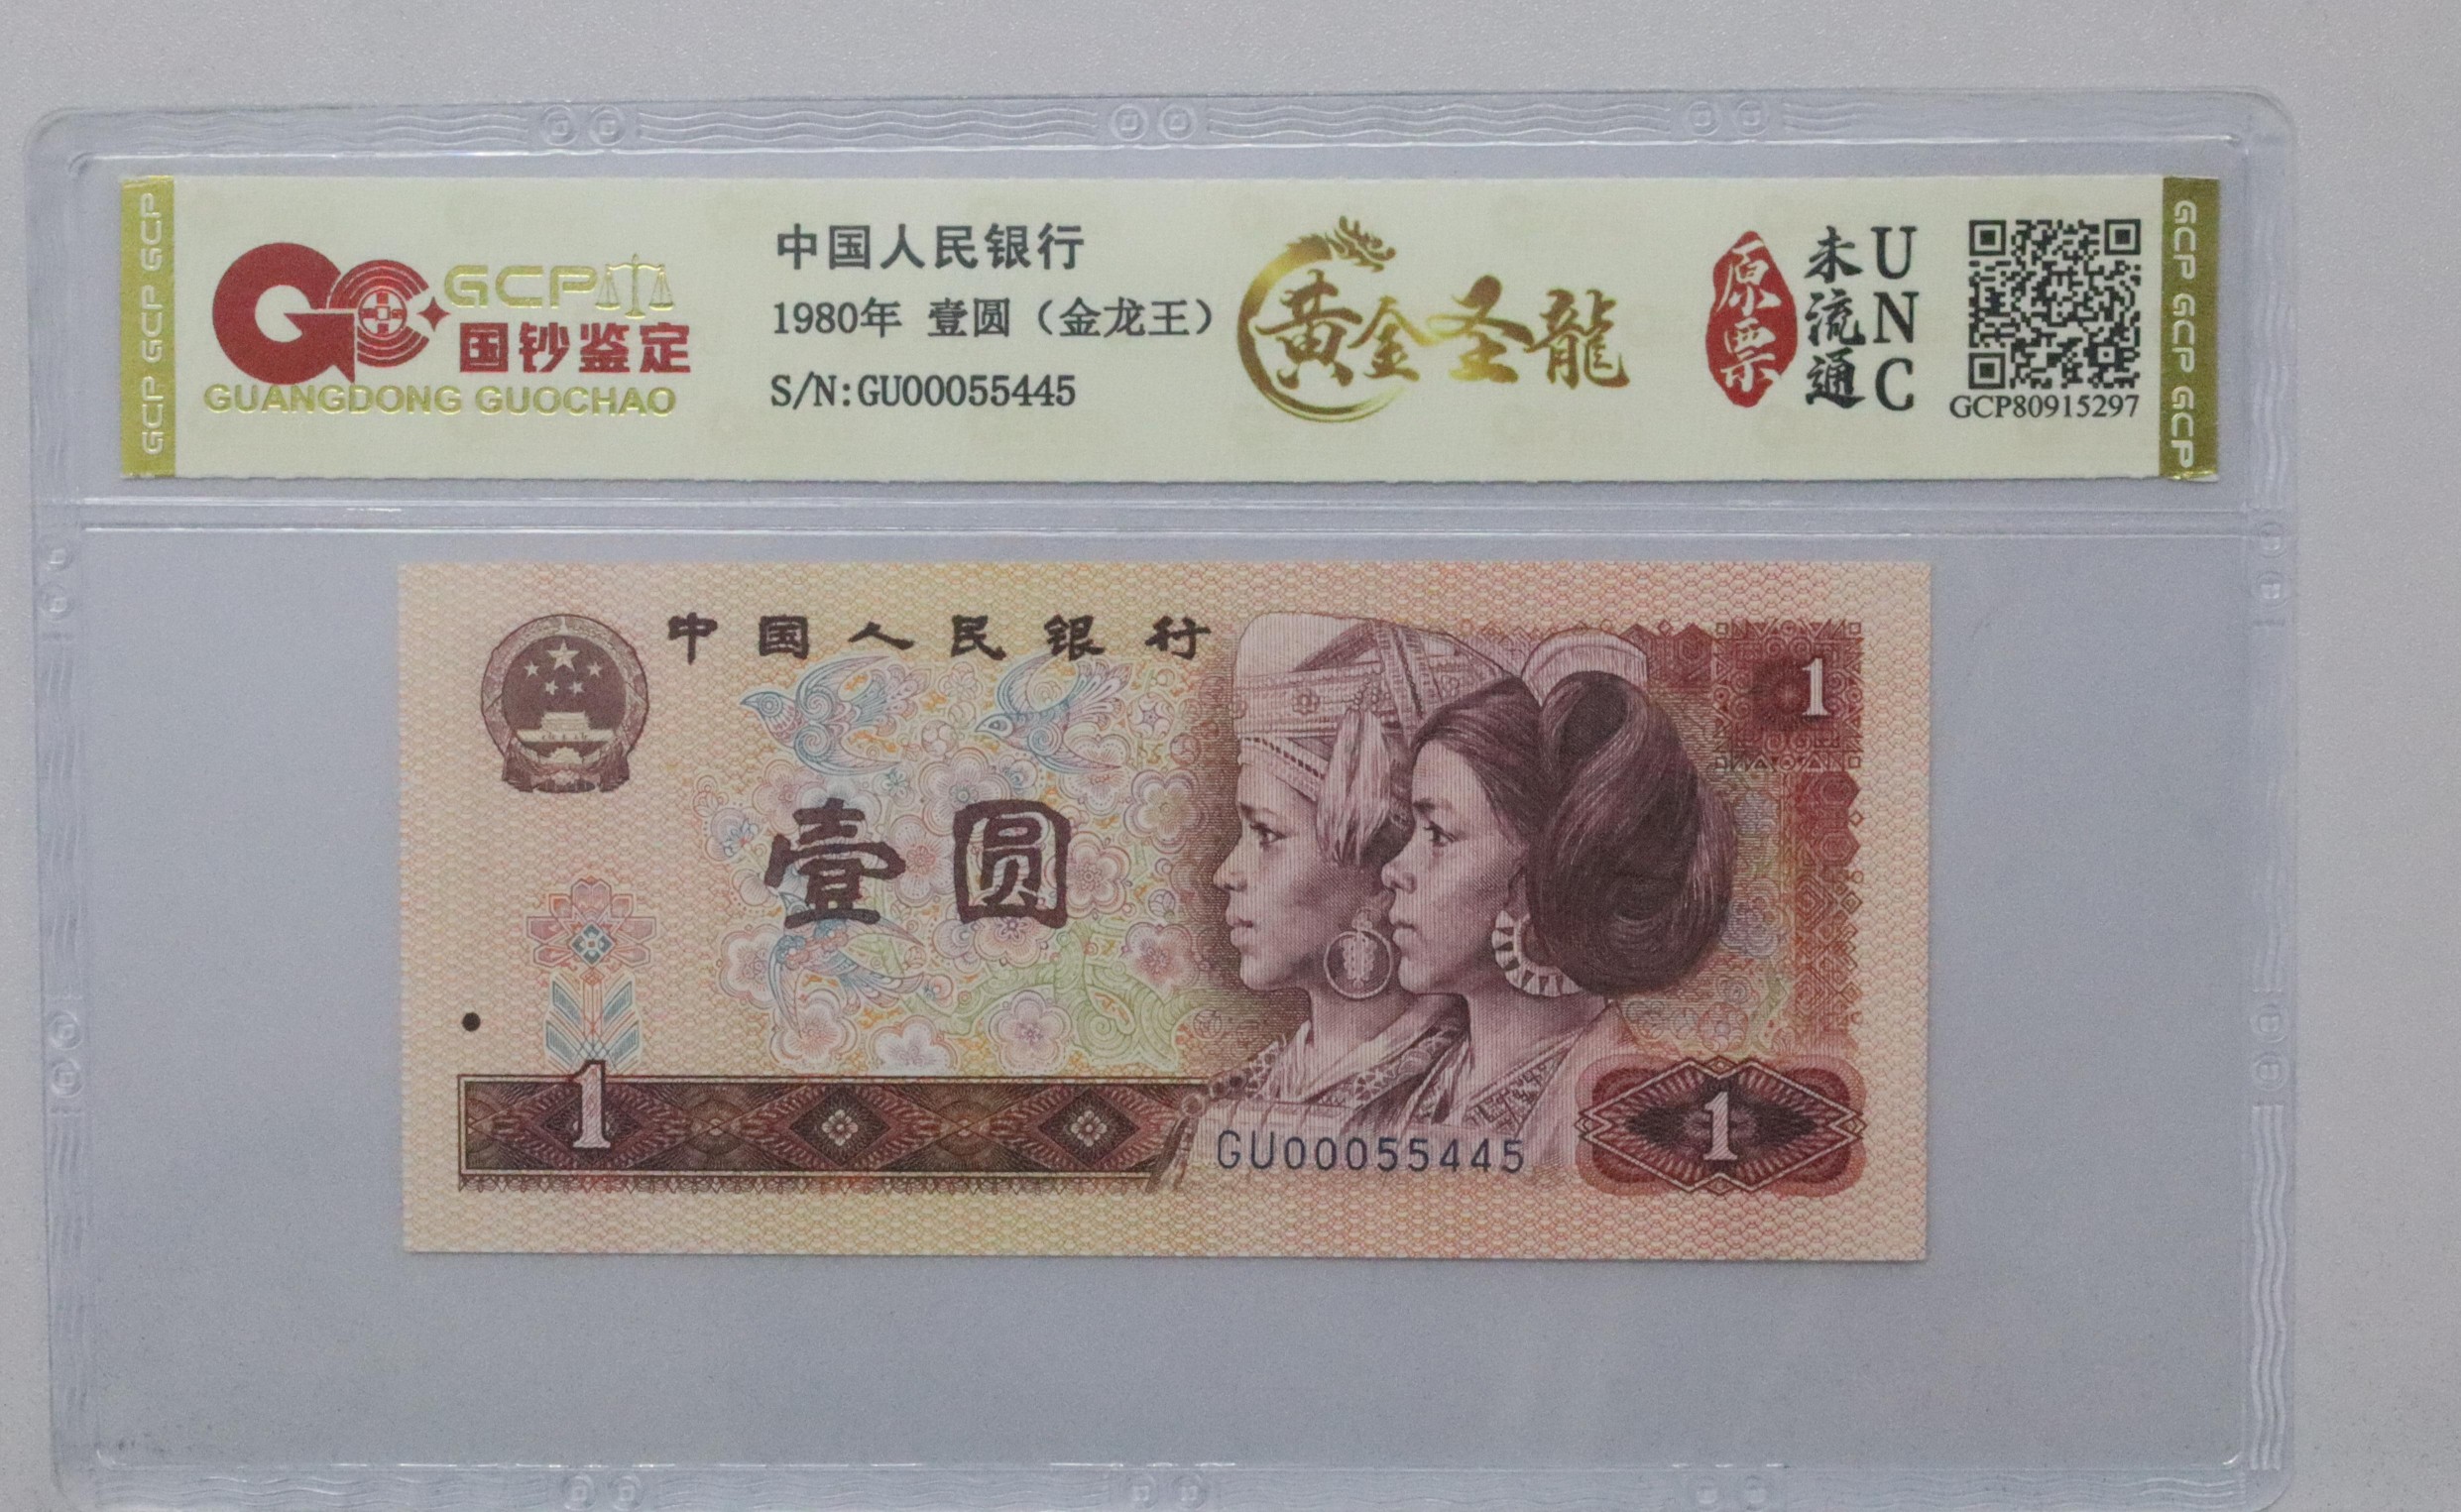 GCP GCP GCP
GCP
国钞鉴定
GUANGDONG GUOCHAO
中国人民银行
1980年 壹圆（金龙王）
S/N:GU00055445
黄金圣龍
原票
未流通
UNC
GCP80915297
GCP GCP GCP
中国人民银行
1
壹圆
1
GU00055445
1